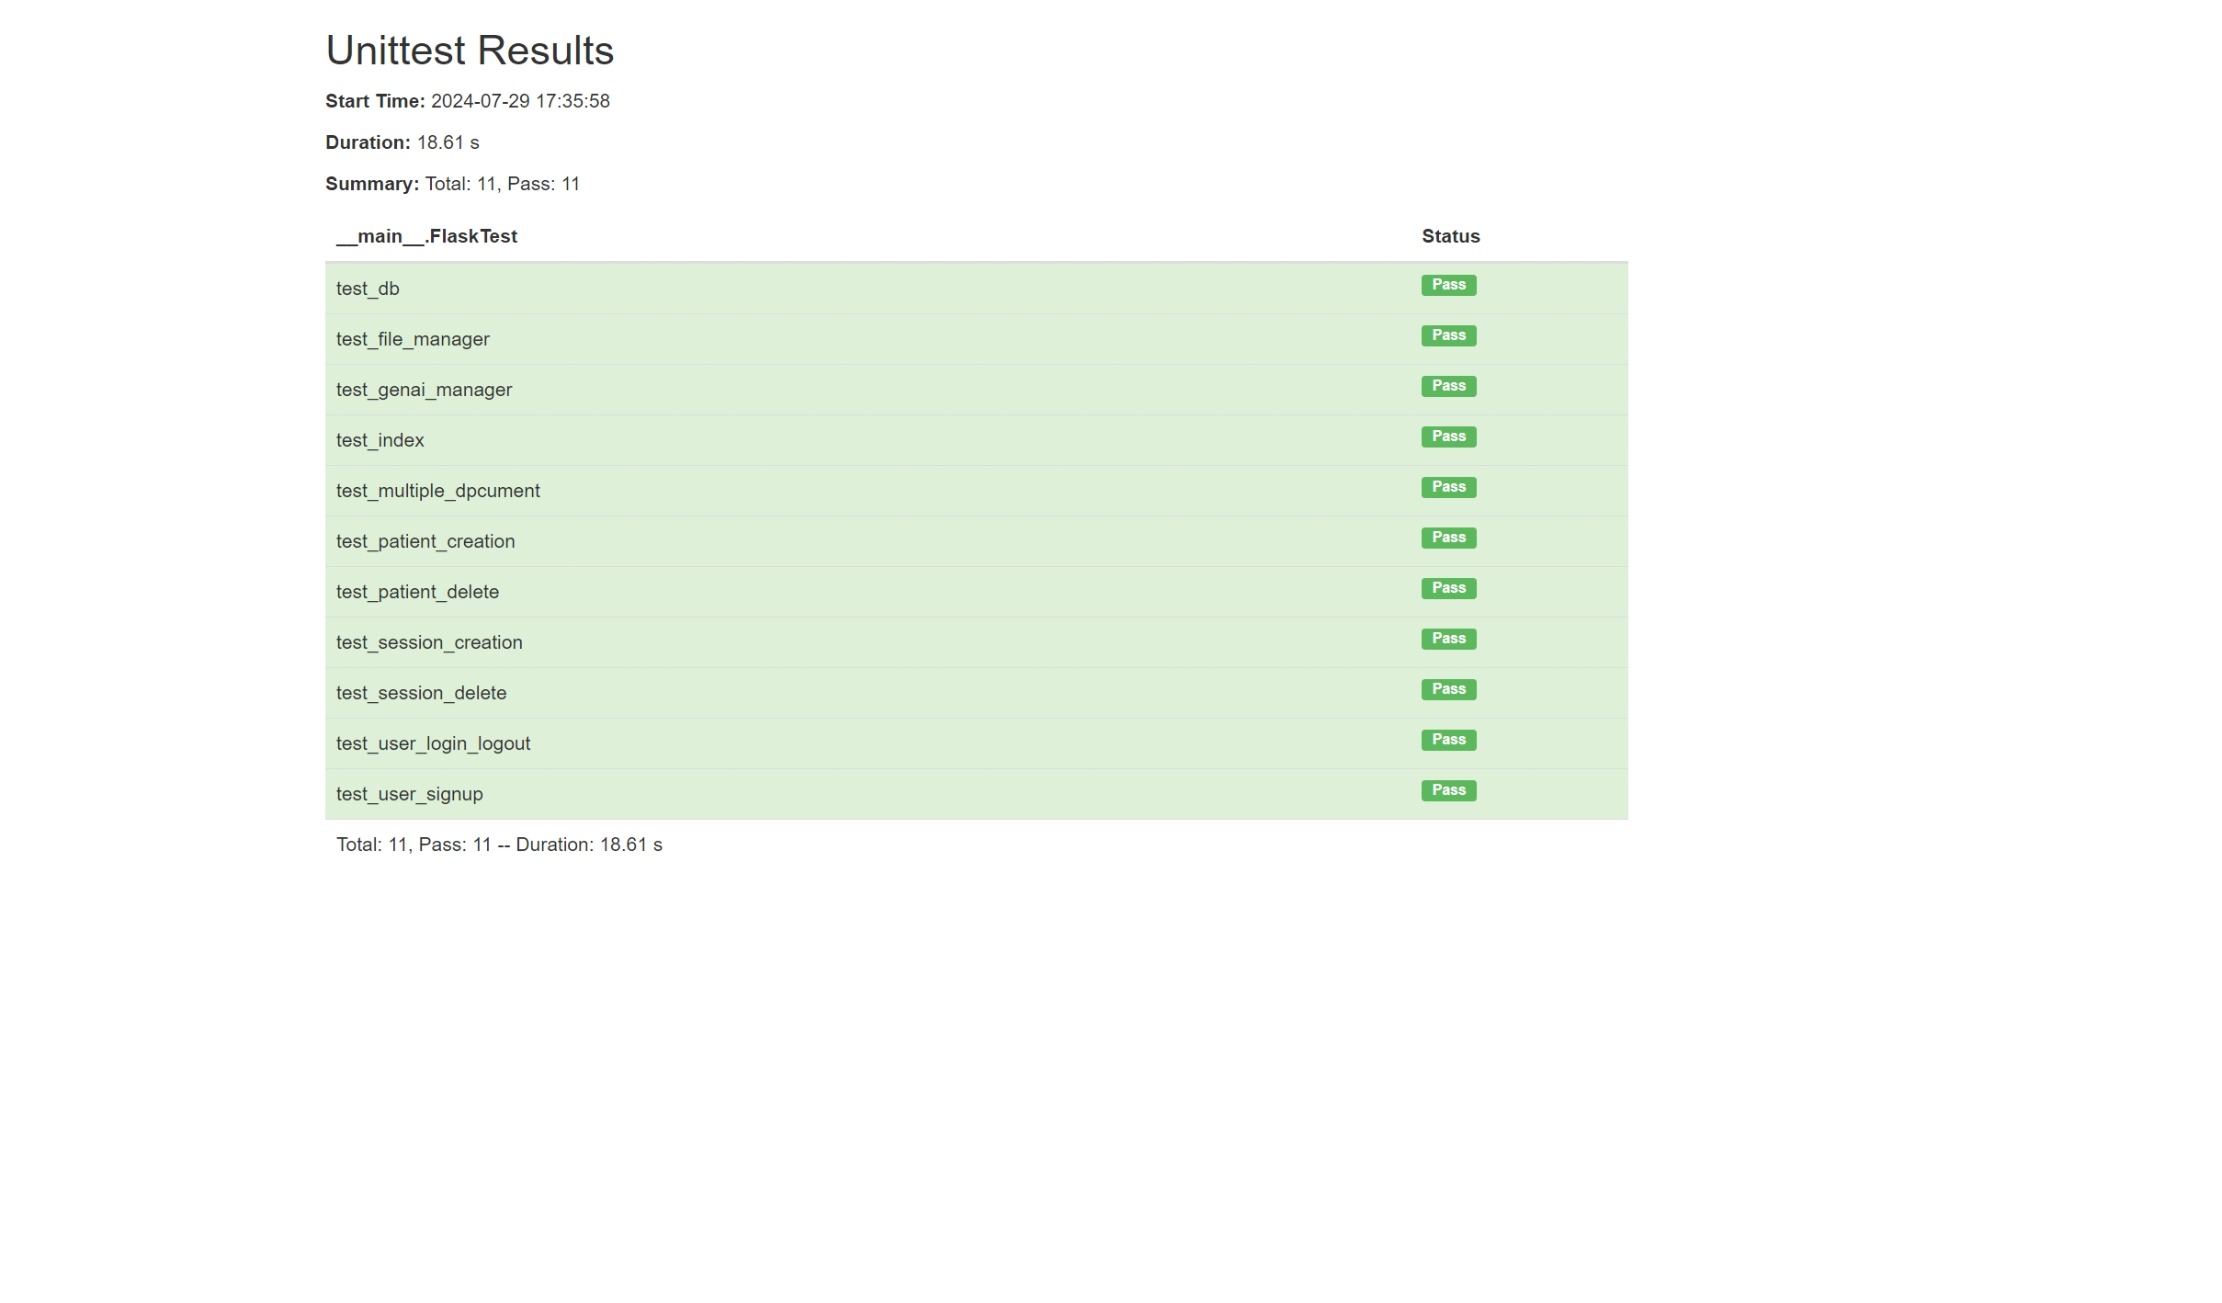 Unittest Results
Start Time: 2024-07-29 17:35:58
Duration: 18.61 s
Summary: Total: 11, Pass: 11
__main__.FlaskTest Status
test_db Pass
test_file_manager Pass
test_genai_manager Pass
test_index Pass
test_multiple_dpcument Pass
test_patient_creation Pass
test_patient_delete Pass
test_session_creation Pass
test_session_delete Pass
test_user_login_logout Pass
test_user_signup Pass
Total: 11, Pass: 11 -- Duration: 18.61 s